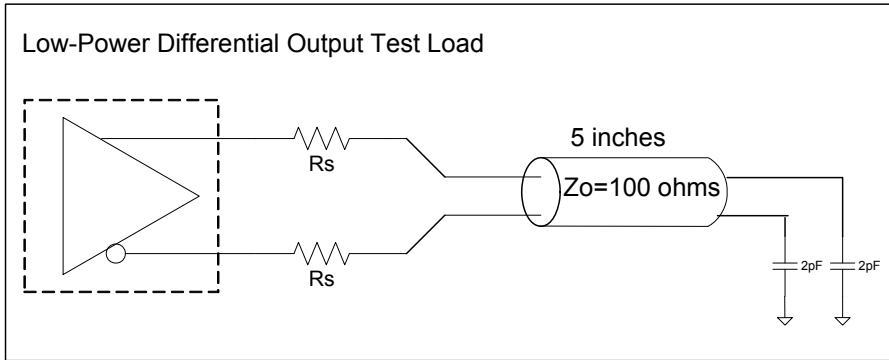 Low-Power Differential Output Test Load
Rs
5 inches
Zo=100 ohms
Rs
2pF
2pF